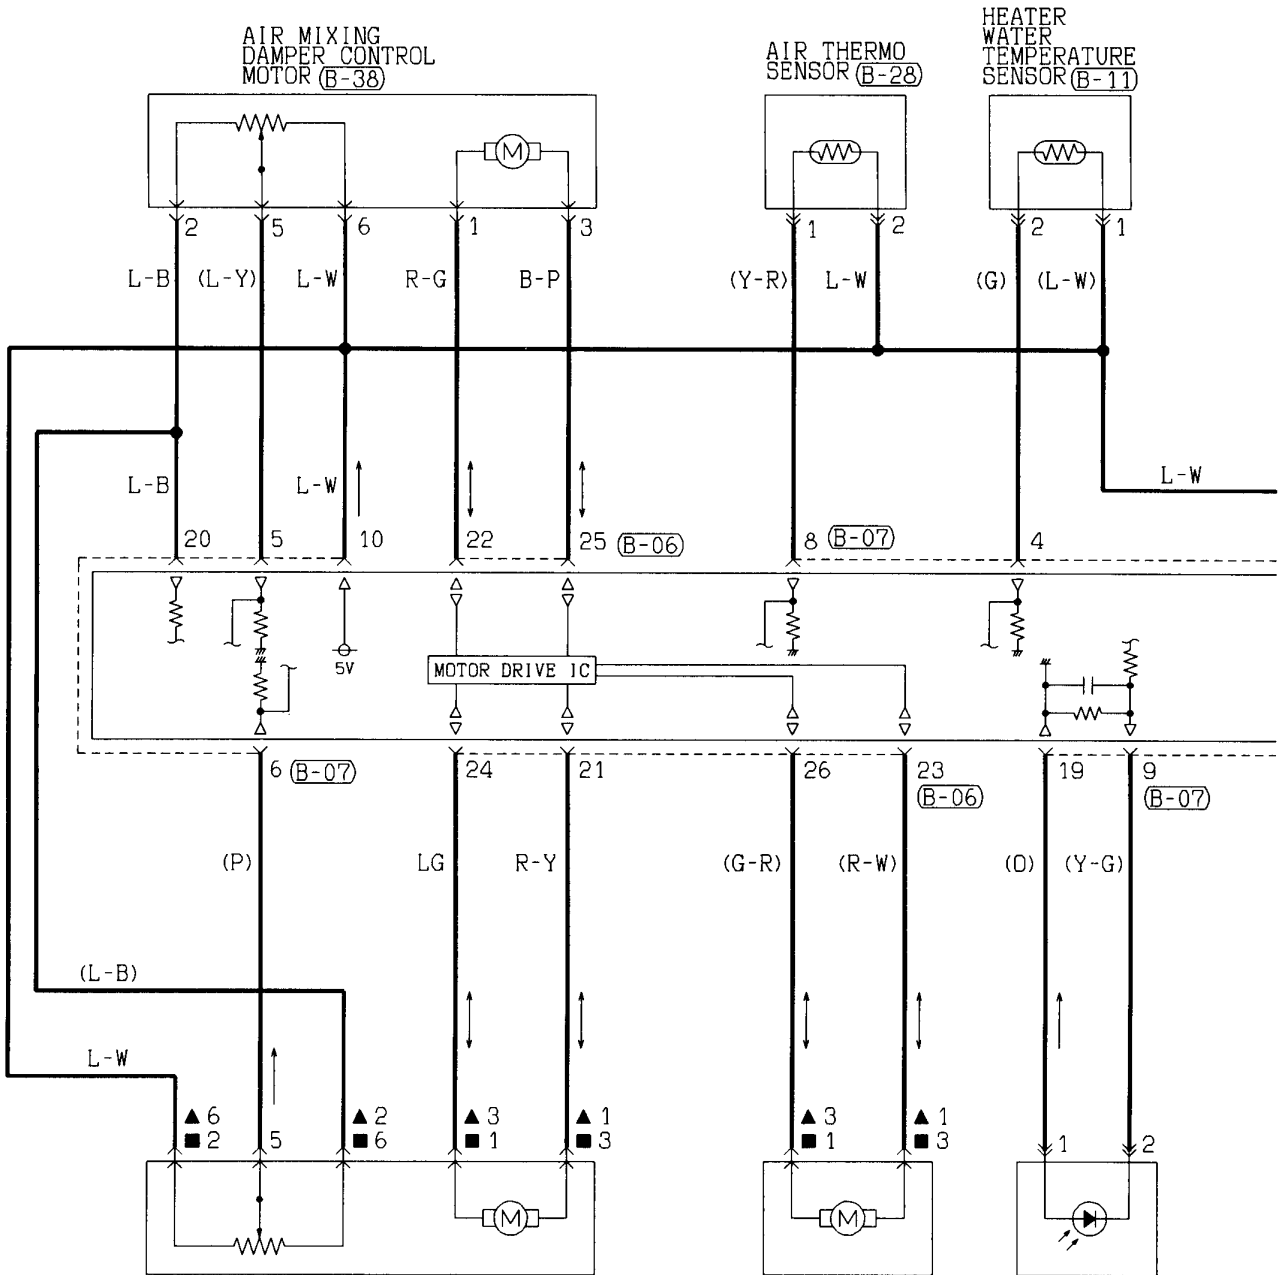 AIR MIXING
DAMPER CONTROL
MOTOR (B-38)
AIR THERMO
SENSOR (B-28)
HEATER
WATER
TEMPERATURE
SENSOR (B-11)
M
2 5 6 1 3 1 2 2 1
L-B (L-Y) L-W R-G B-P (Y-R) L-W (G) (L-W)
L-B L-W L-W
20 5 10 22 25 (B-06) 8 (B-07) 4
5V
MOTOR DRIVE IC
6 (B-07) 24 21 26 23 19 9
(B-06) (B-07)
(P) LG R-Y (G-R) (R-W) (O) (Y-G)
(L-B)
L-W
▲6 ▲2 ▲3 ▲1 ▲3 ▲1
■2 5 ■6 ■1 ■3 ■1 ■3 1 2
M M